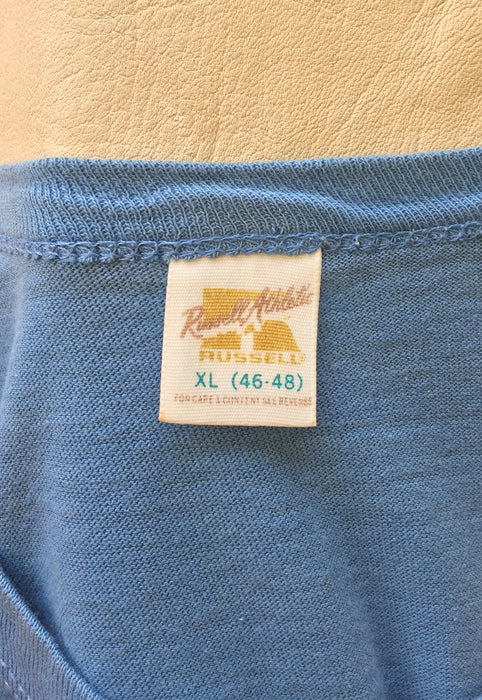 Russell Athletic
RUSSELL
XL (46-48)
FOR CARE & CONTENT SEE REVERSE